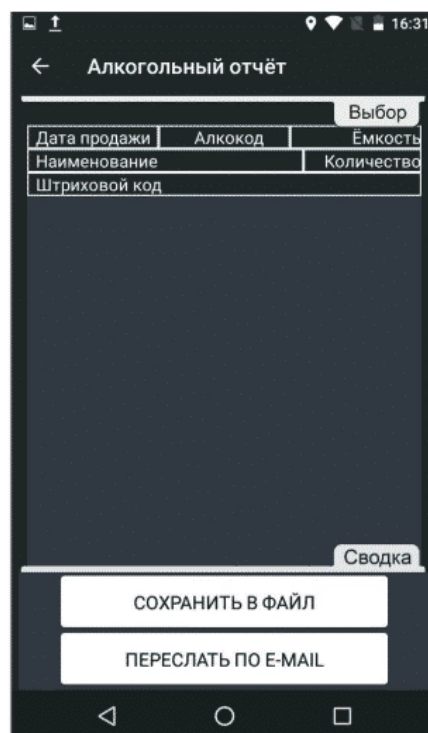 16:31
Алкогольный отчёт
Выбор
Дата продажи Алкокод Ёмкость
Наименование Количество
Штриховой код
Сводка
СОХРАНИТЬ В ФАЙЛ
ПЕРЕСЛАТЬ ПО E-MAIL